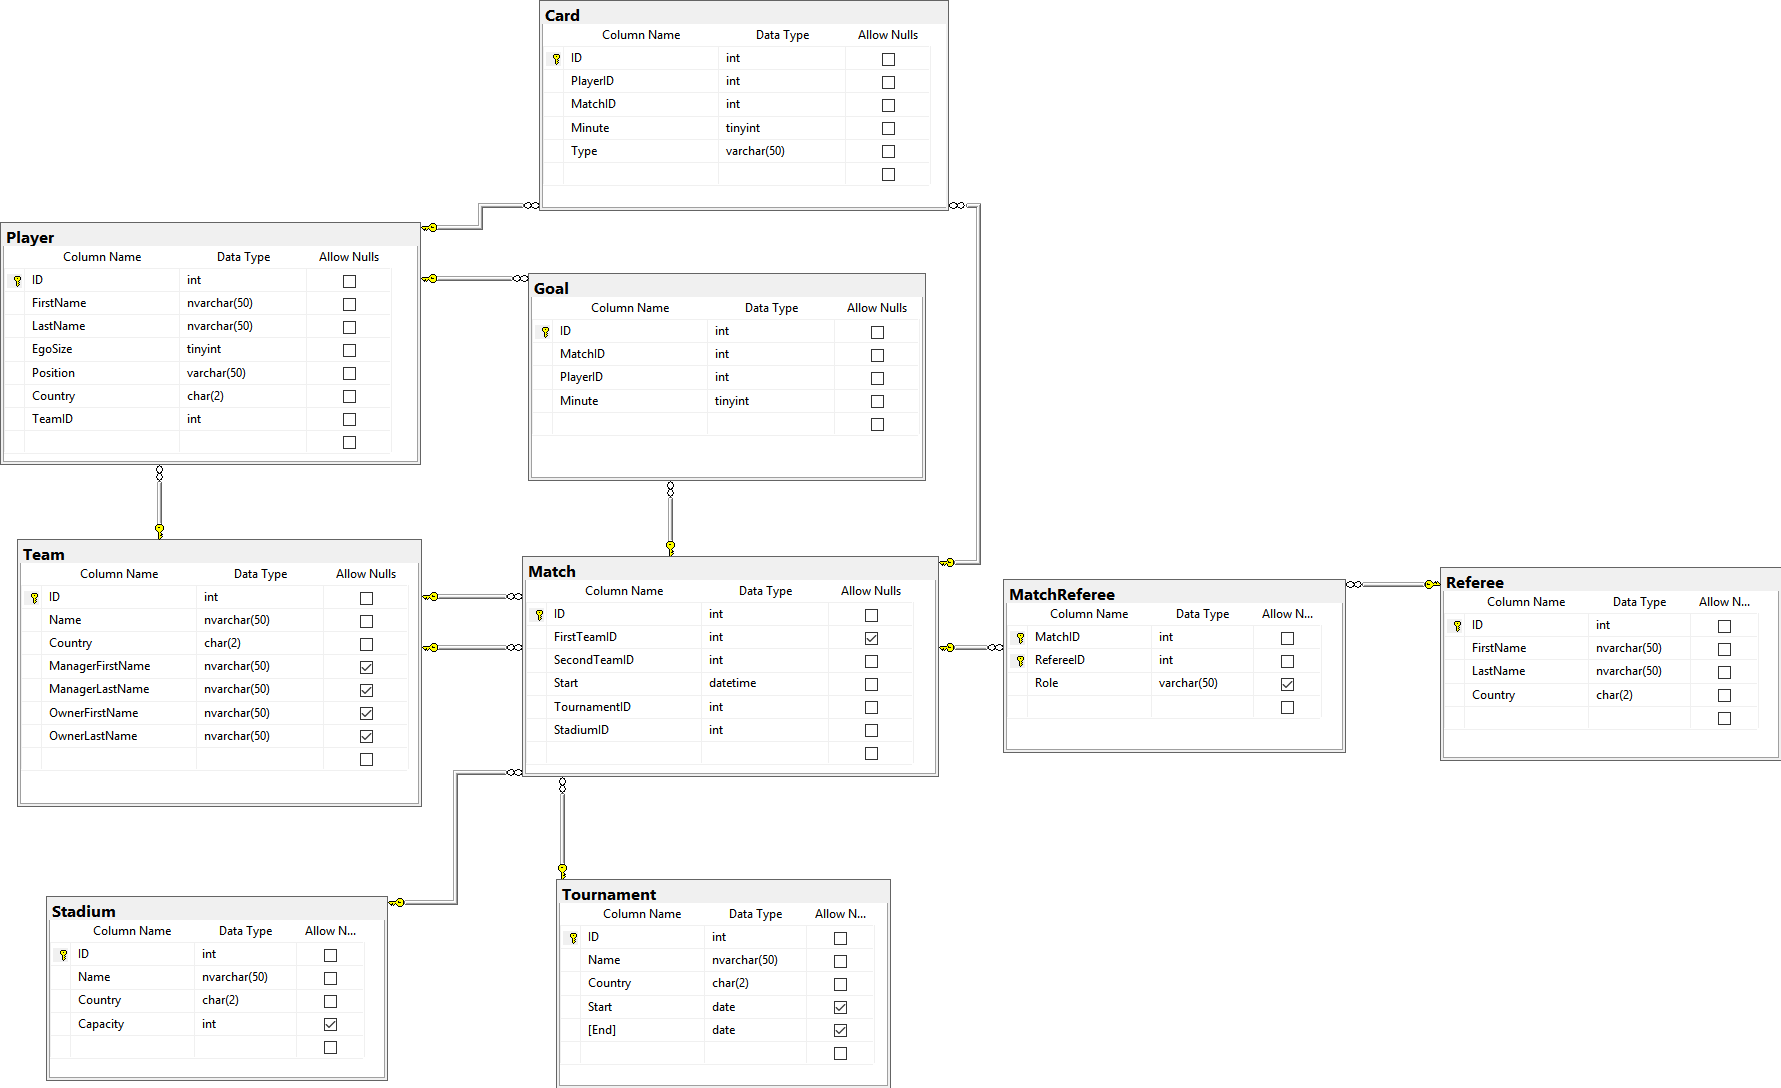 Card
Column Name Data Type Allow Nulls
ID int
PlayerID int
MatchID int
Minute tinyint
Type varchar(50)
Player
Column Name Data Type Allow Nulls
ID int
FirstName nvarchar(50)
LastName nvarchar(50)
EgoSize tinyint
Position varchar(50)
Country char(2)
TeamID int
Goal
Column Name Data Type Allow Nulls
ID int
MatchID int
PlayerID int
Minute tinyint
Team
Column Name Data Type Allow Nulls
ID int
Name nvarchar(50)
Country char(2)
ManagerFirstName nvarchar(50)
ManagerLastName nvarchar(50)
OwnerFirstName nvarchar(50)
OwnerLastName nvarchar(50)
Match
Column Name Data Type Allow Nulls
ID int
FirstTeamID int
SecondTeamID int
Start datetime
TournamentID int
StadiumID int
MatchReferee
Column Name Data Type Allow N...
MatchID int
RefereeID int
Role varchar(50)
Referee
Column Name Data Type Allow N...
ID int
FirstName nvarchar(50)
LastName nvarchar(50)
Country char(2)
Stadium
Column Name Data Type Allow N...
ID int
Name nvarchar(50)
Country char(2)
Capacity int
Tournament
Column Name Data Type Allow N...
ID int
Name nvarchar(50)
Country char(2)
Start date
[End] date